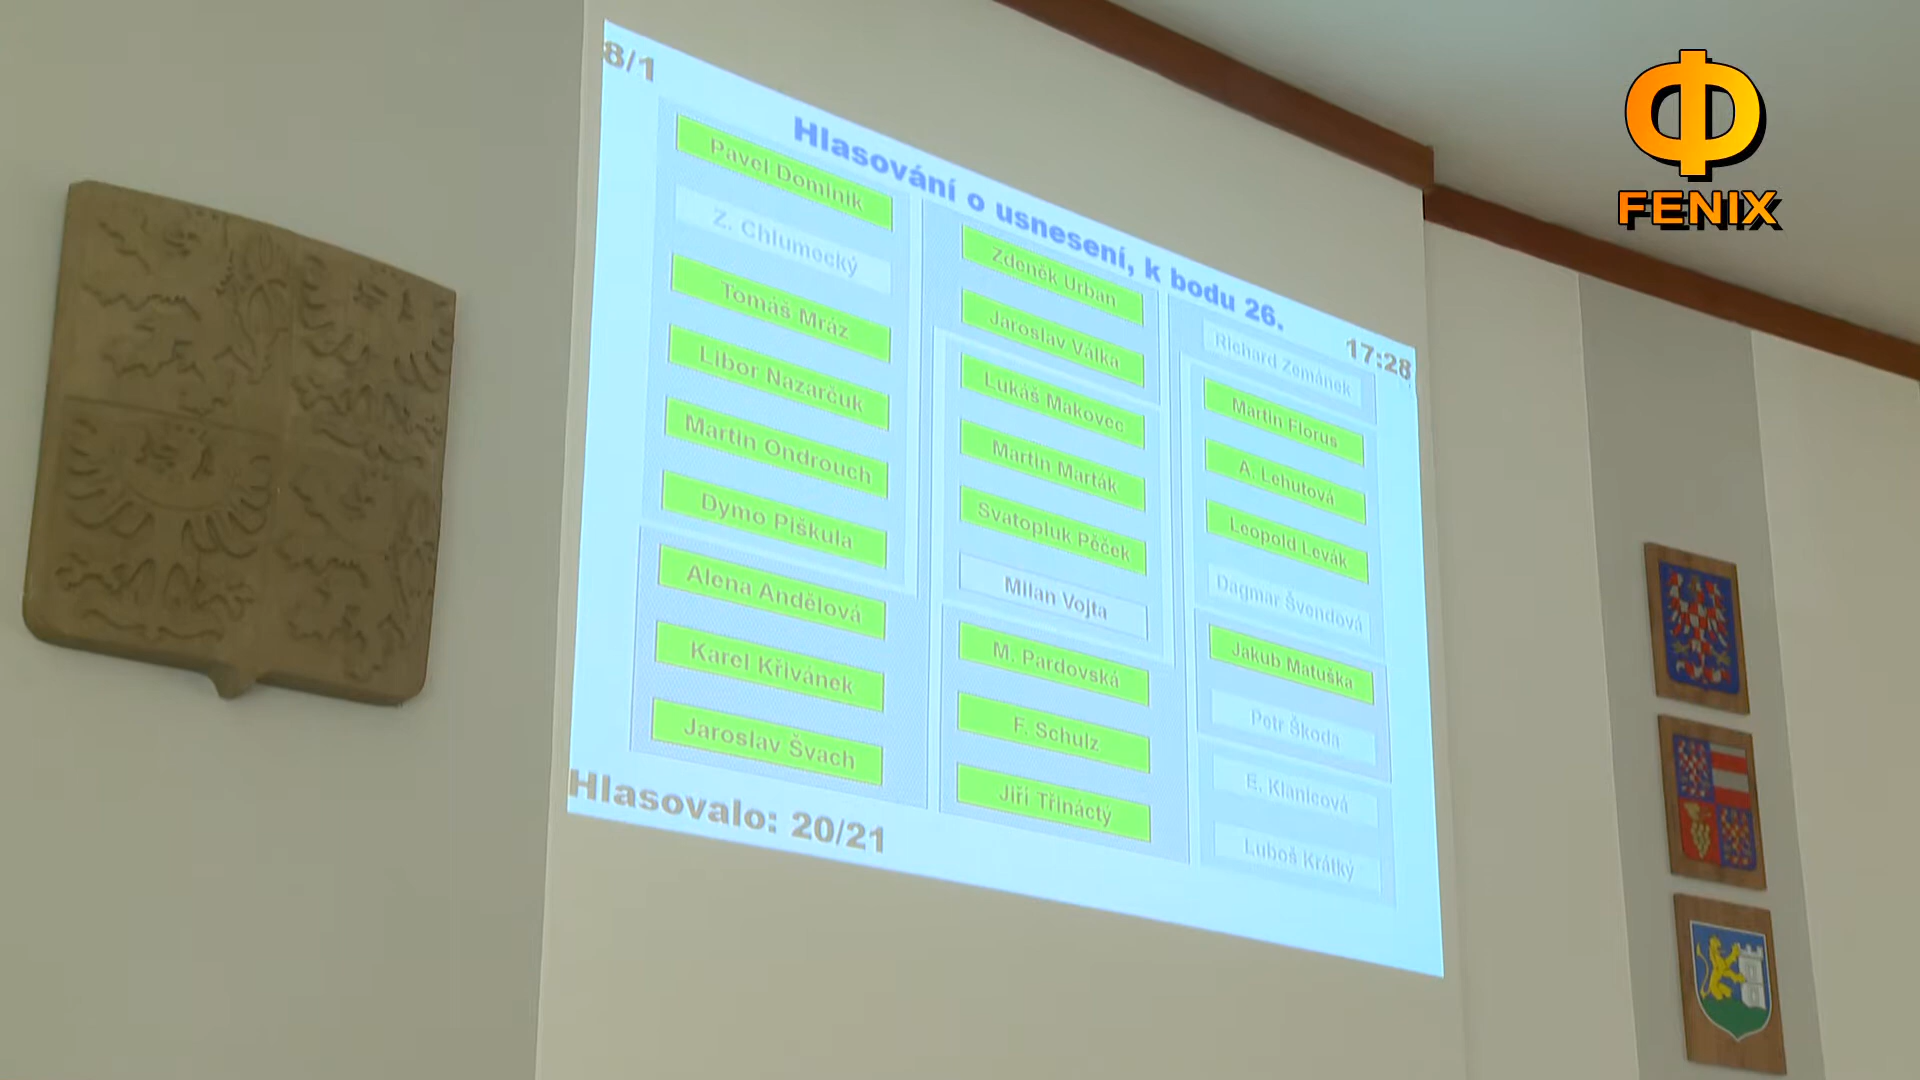 8/1
Hlasování o usnesení, k bodu 26.
17:28
Pavel Dominik
Z. Chlumecký
Tomáš Mráz
Libor Nazarčuk
Martin Ondrouch
Dymo Piškula
Alena Andělová
Karel Křivánek
Jaroslav Švach
Zdeněk Urban
Jaroslav Válka
Lukáš Makovec
Martin Marták
Svatopluk Pěček
Milan Vojta
M. Pardovská
F. Schulz
Jiří Třináctý
Richard Zemánek
Martin Florus
A. Lehutová
Leopold Levák
Dagmar Švendová
Jakub Matuška
Petr Škoda
E. Klanicová
Luboš Krátký
Hlasovalo: 20/21
FENIX